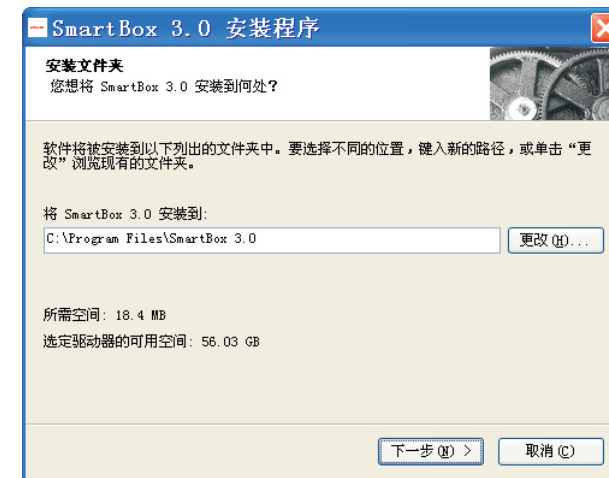 SmartBox 3.0 安装程序
安装文件夹
您想将 SmartBox 3.0 安装到何处?
软件将被安装到以下列出的文件夹中。要选择不同的位置，键入新的路径，或单击“更
改”浏览现有的文件夹。
将 SmartBox 3.0 安装到:
C:\Program Files\SmartBox 3.0
更改(H)...
所需空间: 18.4 MB
选定驱动器的可用空间: 56.03 GB
下一步(N) >
取消(C)